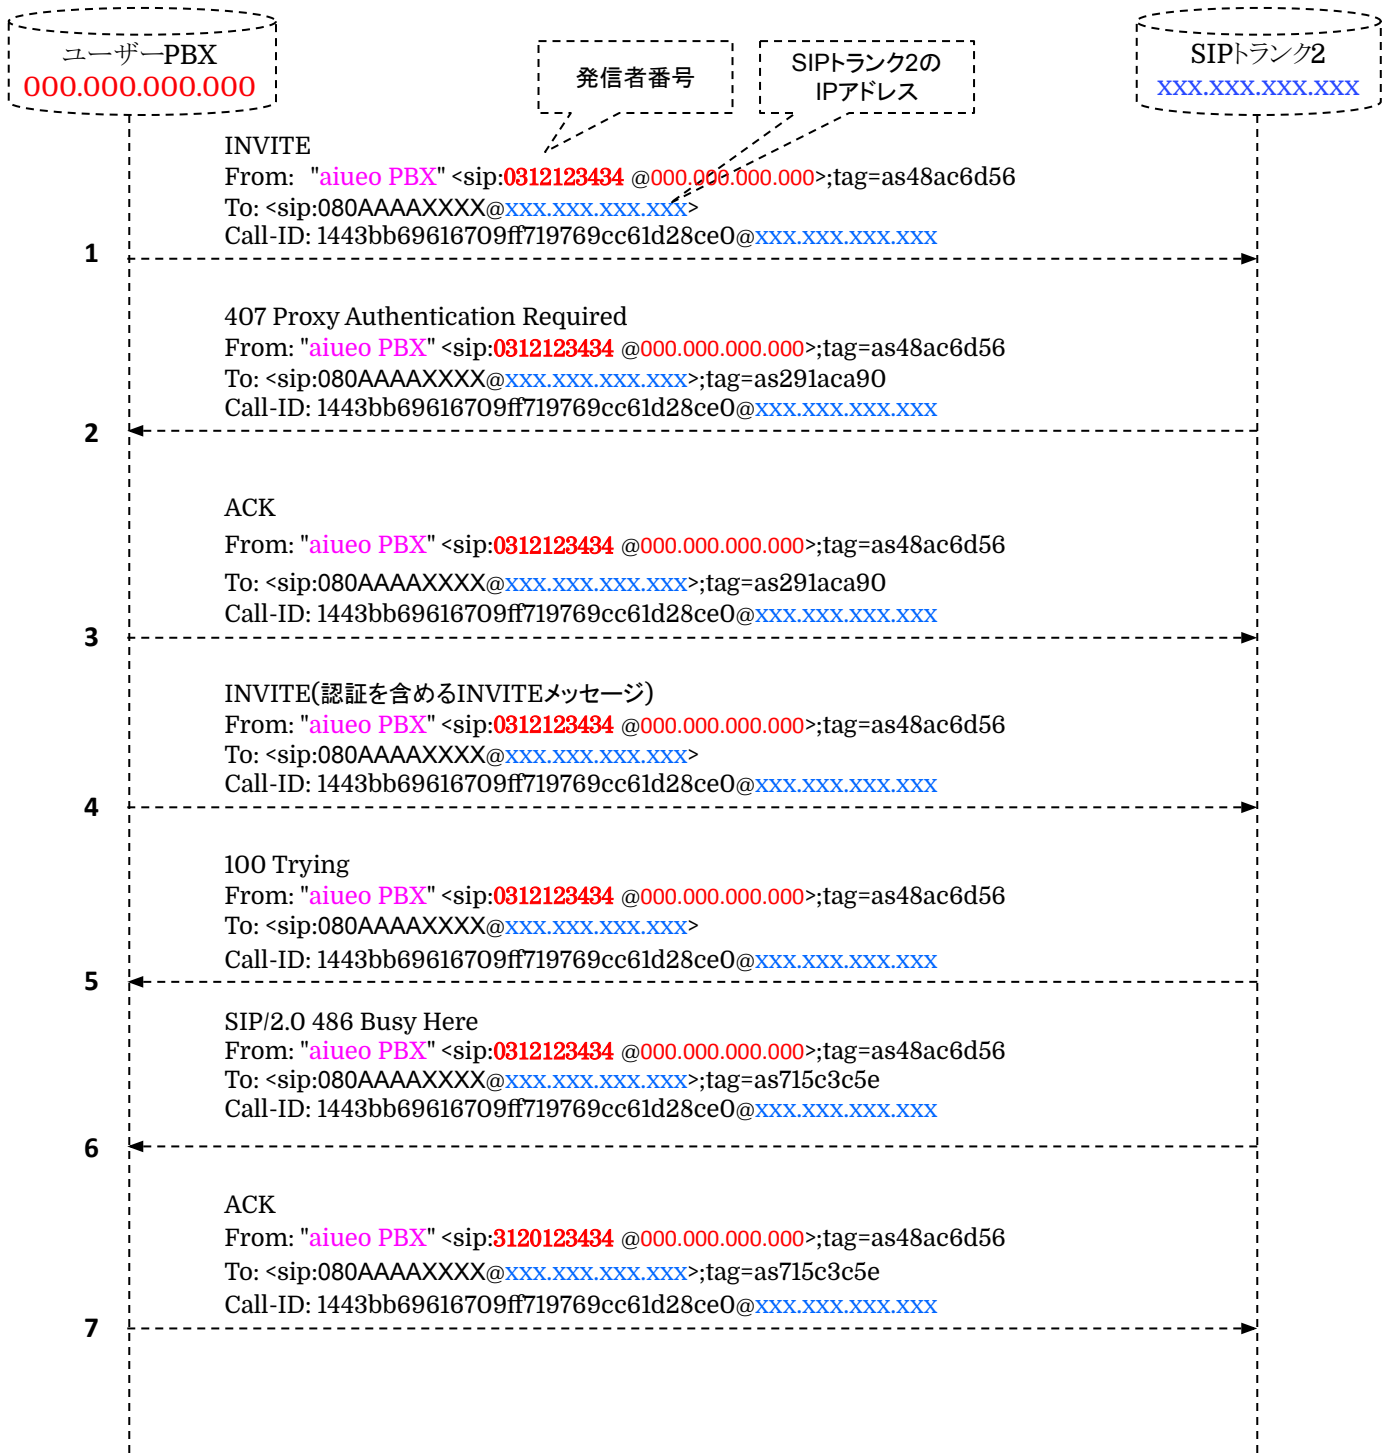 ユーザーPBX
000.000.000.000
発信者番号
SIPトランク2の
IPアドレス
SIPトランク2
xxx.xxx.xxx.xxx
INVITE
From: "aiueo PBX" <sip:0312123434 @000.000.000.000>;tag=as48ac6d56
To: <sip:080AAAAXXXX@xxx.xxx.xxx.xxx>
Call-ID: 1443bb69616709ff719769cc61d28ce0@xxx.xxx.xxx.xxx
1
407 Proxy Authentication Required
From: "aiueo PBX" <sip:0312123434 @000.000.000.000>;tag=as48ac6d56
To: <sip:080AAAAXXXX@xxx.xxx.xxx.xxx>;tag=as291aca90
Call-ID: 1443bb69616709ff719769cc61d28ce0@xxx.xxx.xxx.xxx
2
ACK
From: "aiueo PBX" <sip:0312123434 @000.000.000.000>;tag=as48ac6d56
To: <sip:080AAAAXXXX@xxx.xxx.xxx.xxx>;tag=as291aca90
Call-ID: 1443bb69616709ff719769cc61d28ce0@xxx.xxx.xxx.xxx
3
INVITE(認証を含めるINVITEメッセージ)
From: "aiueo PBX" <sip:0312123434 @000.000.000.000>;tag=as48ac6d56
To: <sip:080AAAAXXXX@xxx.xxx.xxx.xxx>
Call-ID: 1443bb69616709ff719769cc61d28ce0@xxx.xxx.xxx.xxx
4
100 Trying
From: "aiueo PBX" <sip:0312123434 @000.000.000.000>;tag=as48ac6d56
To: <sip:080AAAAXXXX@xxx.xxx.xxx.xxx>
Call-ID: 1443bb69616709ff719769cc61d28ce0@xxx.xxx.xxx.xxx
5
SIP/2.0 486 Busy Here
From: "aiueo PBX" <sip:0312123434 @000.000.000.000>;tag=as48ac6d56
To: <sip:080AAAAXXXX@xxx.xxx.xxx.xxx>;tag=as715c3c5e
Call-ID: 1443bb69616709ff719769cc61d28ce0@xxx.xxx.xxx.xxx
6
ACK
From: "aiueo PBX" <sip:3120123434 @000.000.000.000>;tag=as48ac6d56
To: <sip:080AAAAXXXX@xxx.xxx.xxx.xxx>;tag=as715c3c5e
Call-ID: 1443bb69616709ff719769cc61d28ce0@xxx.xxx.xxx.xxx
7